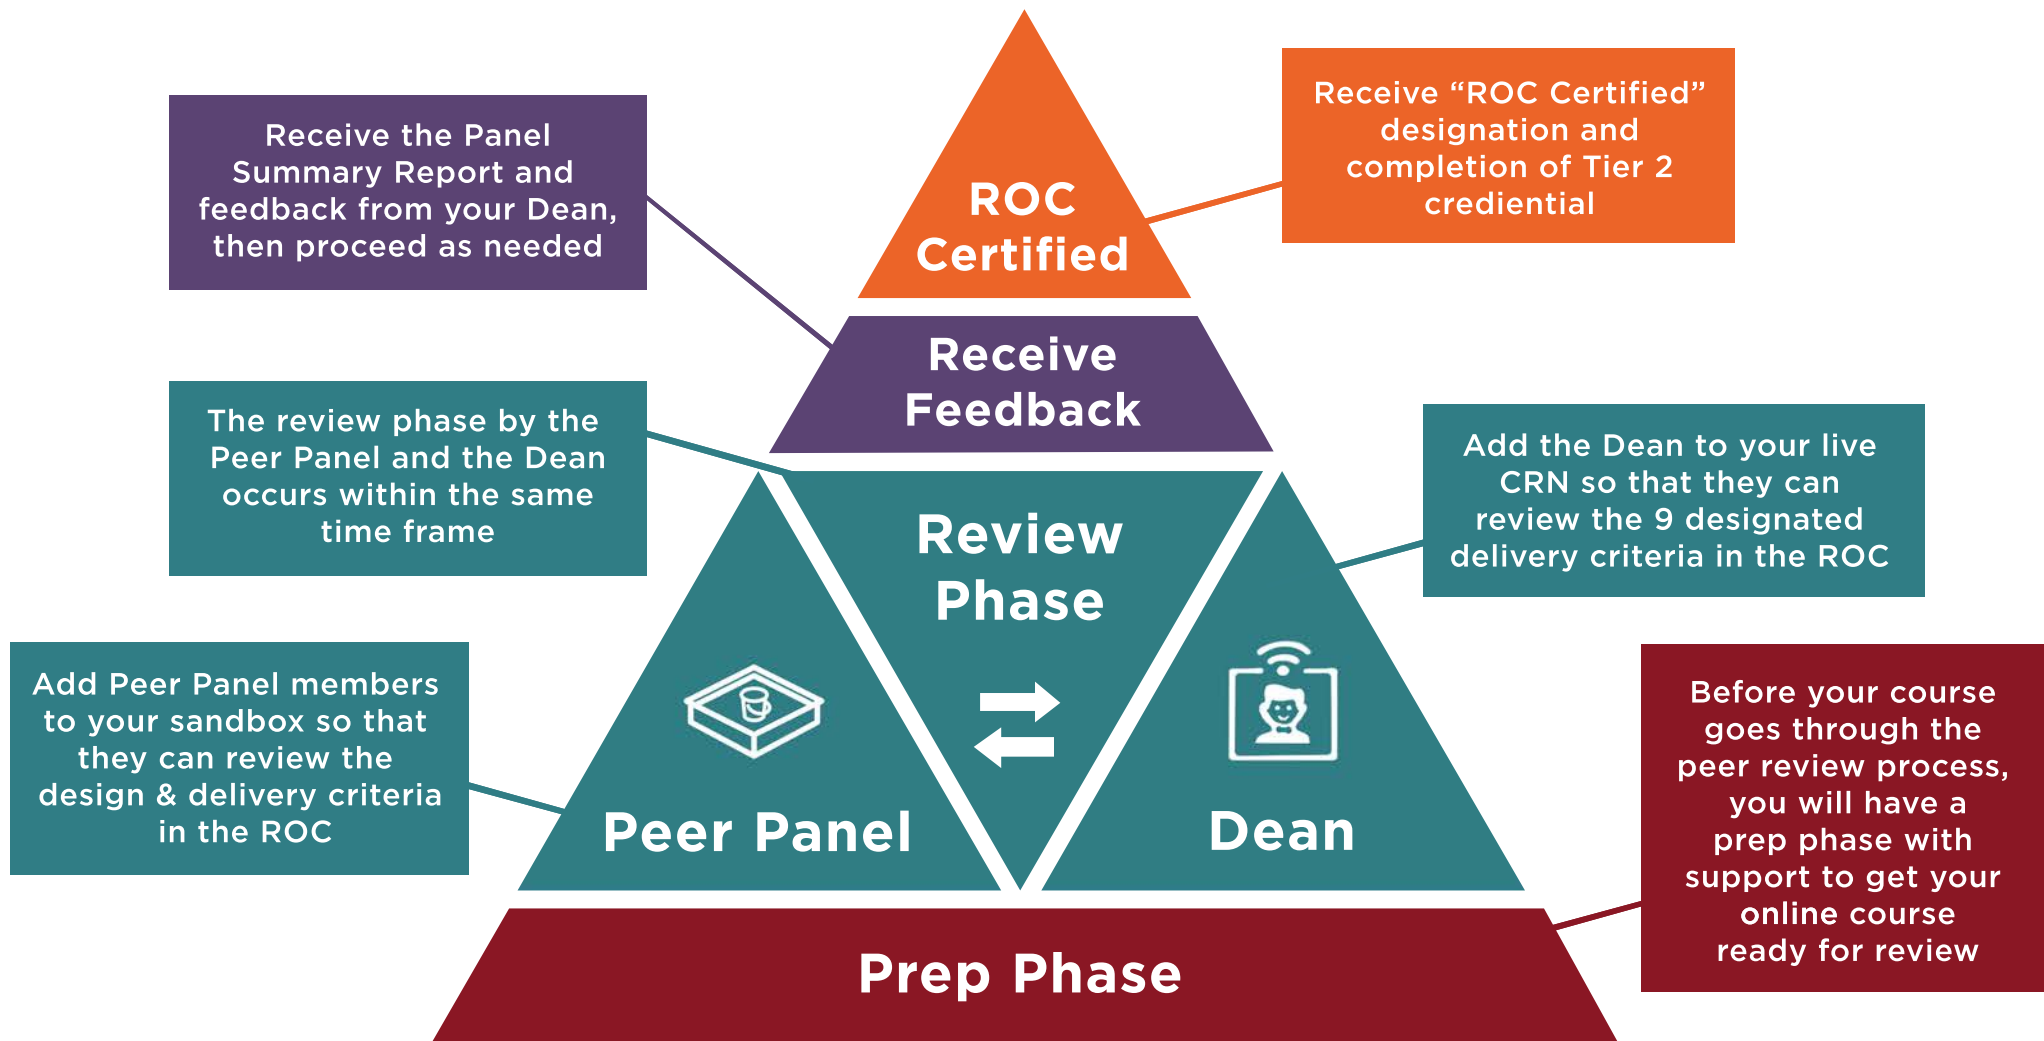 ROC
Certified
Receive “ROC Certified”
designation and
completion of Tier 2
crediential
Receive the Panel
Summary Report and
feedback from your Dean,
then proceed as needed
Receive
Feedback
The review phase by the
Peer Panel and the Dean
occurs within the same
time frame
Review
Phase
Add the Dean to your live
CRN so that they can
review the 9 designated
delivery criteria in the ROC
Add Peer Panel members
to your sandbox so that
they can review the
design & delivery criteria
in the ROC
Peer Panel
Dean
Before your course
goes through the
peer review process,
you will have a
prep phase with
support to get your
online course
ready for review
Prep Phase